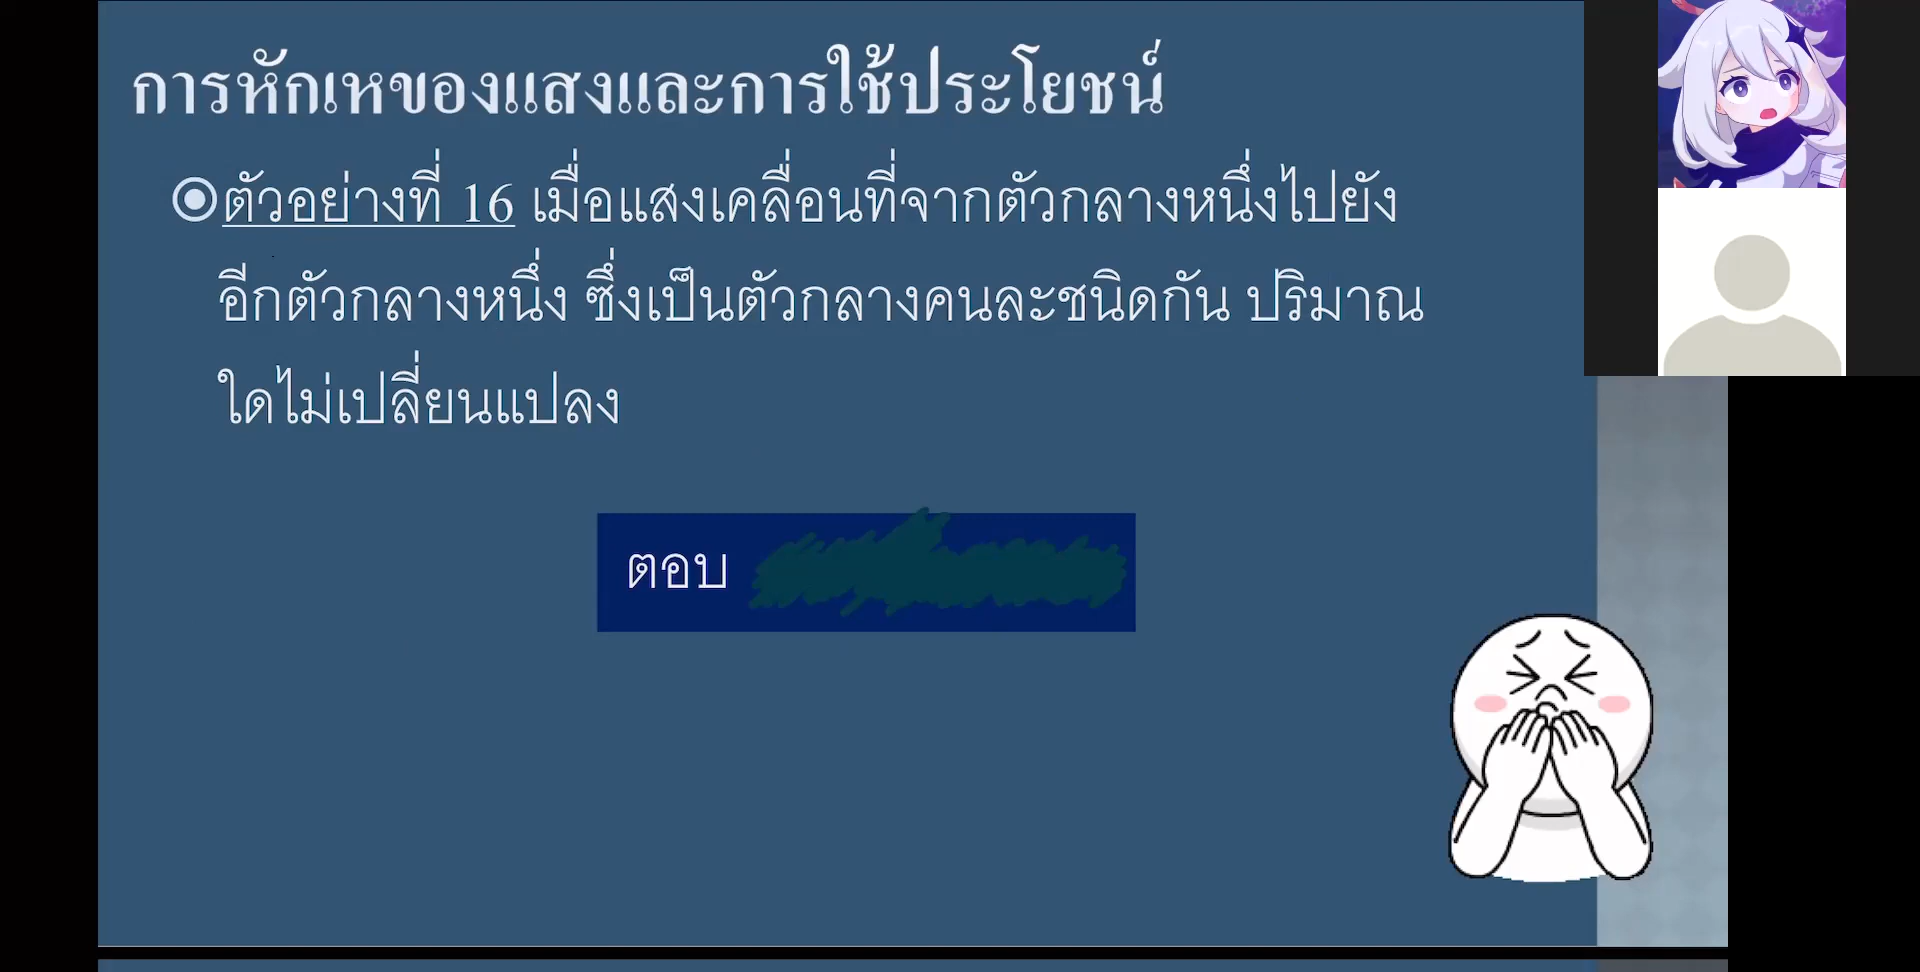 การหักเหของแสงและการใช้ประโยชน์
ตัวอย่างที่ 16 เมื่อแสงเคลื่อนที่จากตัวกลางหนึ่งไปยัง
อีกตัวกลางหนึ่ง ซึ่งเป็นตัวกลางคนละชนิดกัน ปริมาณ
ใดไม่เปลี่ยนแปลง
ตอบ